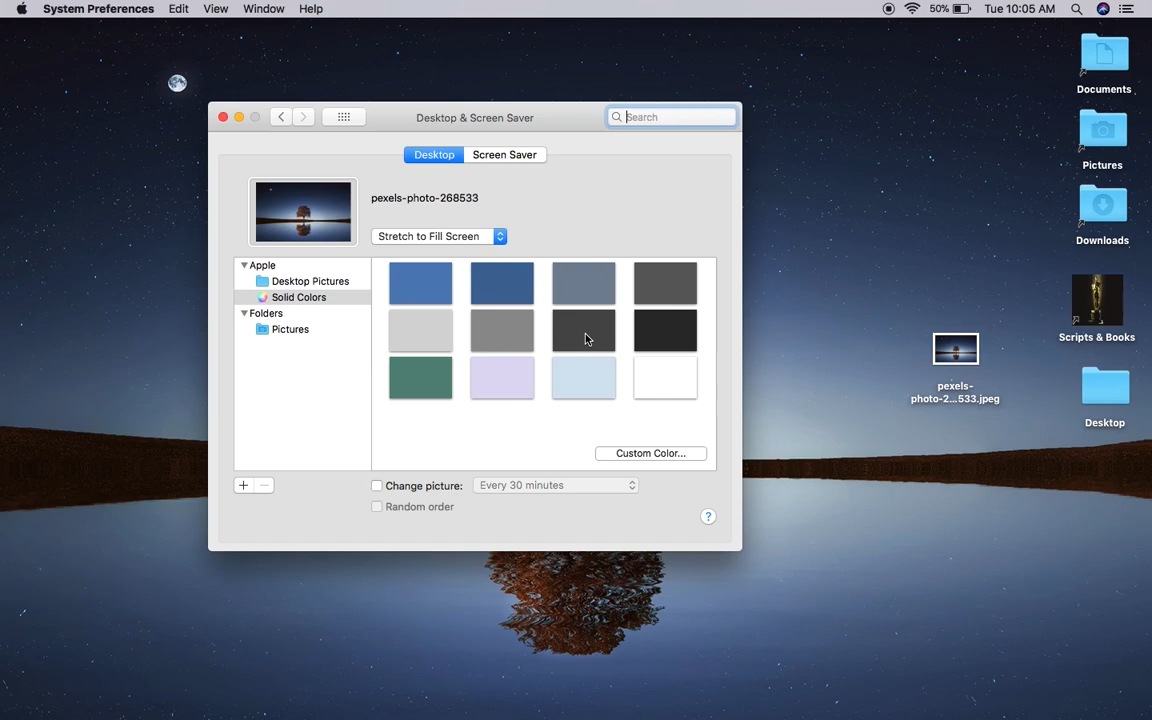 System Preferences Edit View Window Help 50% Tue 10:05 AM
Documents
Pictures
Downloads
Scripts & Books
Desktop
pexels-
photo-2...533.jpeg
Desktop & Screen Saver
Search
Desktop Screen Saver
pexels-photo-268533
Stretch to Fill Screen
Apple
Desktop Pictures
Solid Colors
Folders
Pictures
Custom Color...
+ −
Change picture: Every 30 minutes
Random order
?